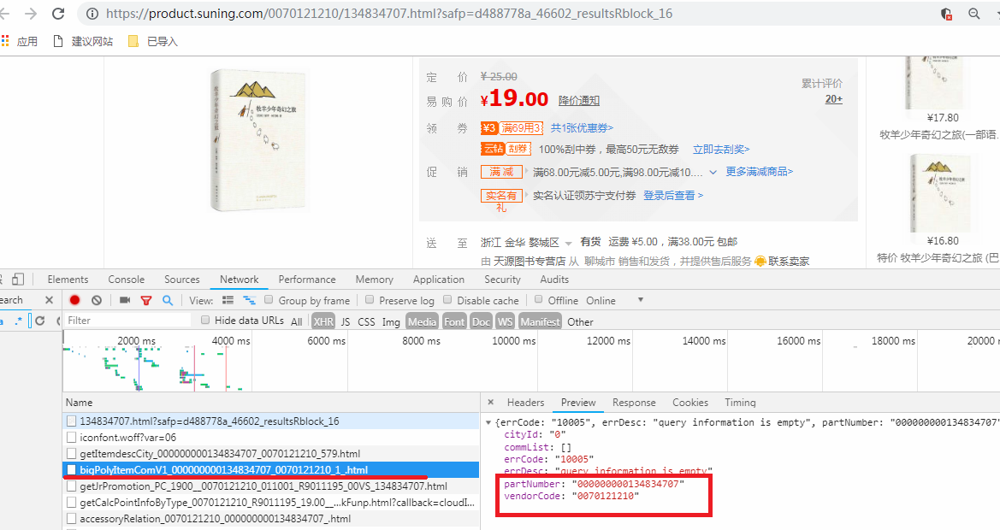 https://product.suning.com/0070121210/134834707.html?safp=d488778a_46602_resultsRblock_16
应用 建议网站 已导入
牧羊少年奇幻之旅
定 价 ¥ 25.00
易 购 价 ¥19.00 降价通知
累计评价
20+
领 券 ¥3 满69用3 共1张优惠券>
云钻 刮券 100%刮中券，最高50元无敌券 立即去刮奖>
促 销 满 减 满68.00元减5.00元,满98.00元减10.... 更多满减商品>
实名有礼 实名认证领苏宁支付券 登录后查看 >
送 至 浙江 金华 婺城区 有货 运费 ¥5.00，满38.00元 包邮
由 天源图书专营店 从 聊城市 销售和发货，并提供售后服务 联系卖家
¥17.80
牧羊少年奇幻之旅(一部语.
¥16.80
特价 牧羊少年奇幻之旅 (巴
Elements Console Sources Network Performance Memory Application Security Audits
earch × View: Group by frame Preserve log Disable cache Offline Online
a .* Filter Hide data URLs All XHR JS CSS Img Media Font Doc WS Manifest Other
2000 ms 4000 ms 6000 ms 8000 ms 10000 ms 12000 ms 14000 ms 16000 ms 18000 ms 20000
Name
134834707.html?safp=d488778a_46602_resultsRblock_16
iconfont.woff?var=06
getItemdescCity_000000000134834707_0070121210_579.html
bigPolyItemComV1_000000000134834707_0070121210_1_.html
getJrPromotion_PC_1900__0070121210_011001_R9011195_00VS_134834707.html
getCalcPointInfoByType_0070121210_R9011195_19.00__...kFunp.html?callback=cloudI...
accessoryRelation_0070121210_000000000134834707_.html
× Headers Preview Response Cookies Timing
{errCode: "10005", errDesc: "query information is empty", partNumber: "000000000134834707"
cityId: "0"
commList: []
errCode: "10005"
errDesc: "query information is empty"
partNumber: "000000000134834707"
vendorCode: "0070121210"